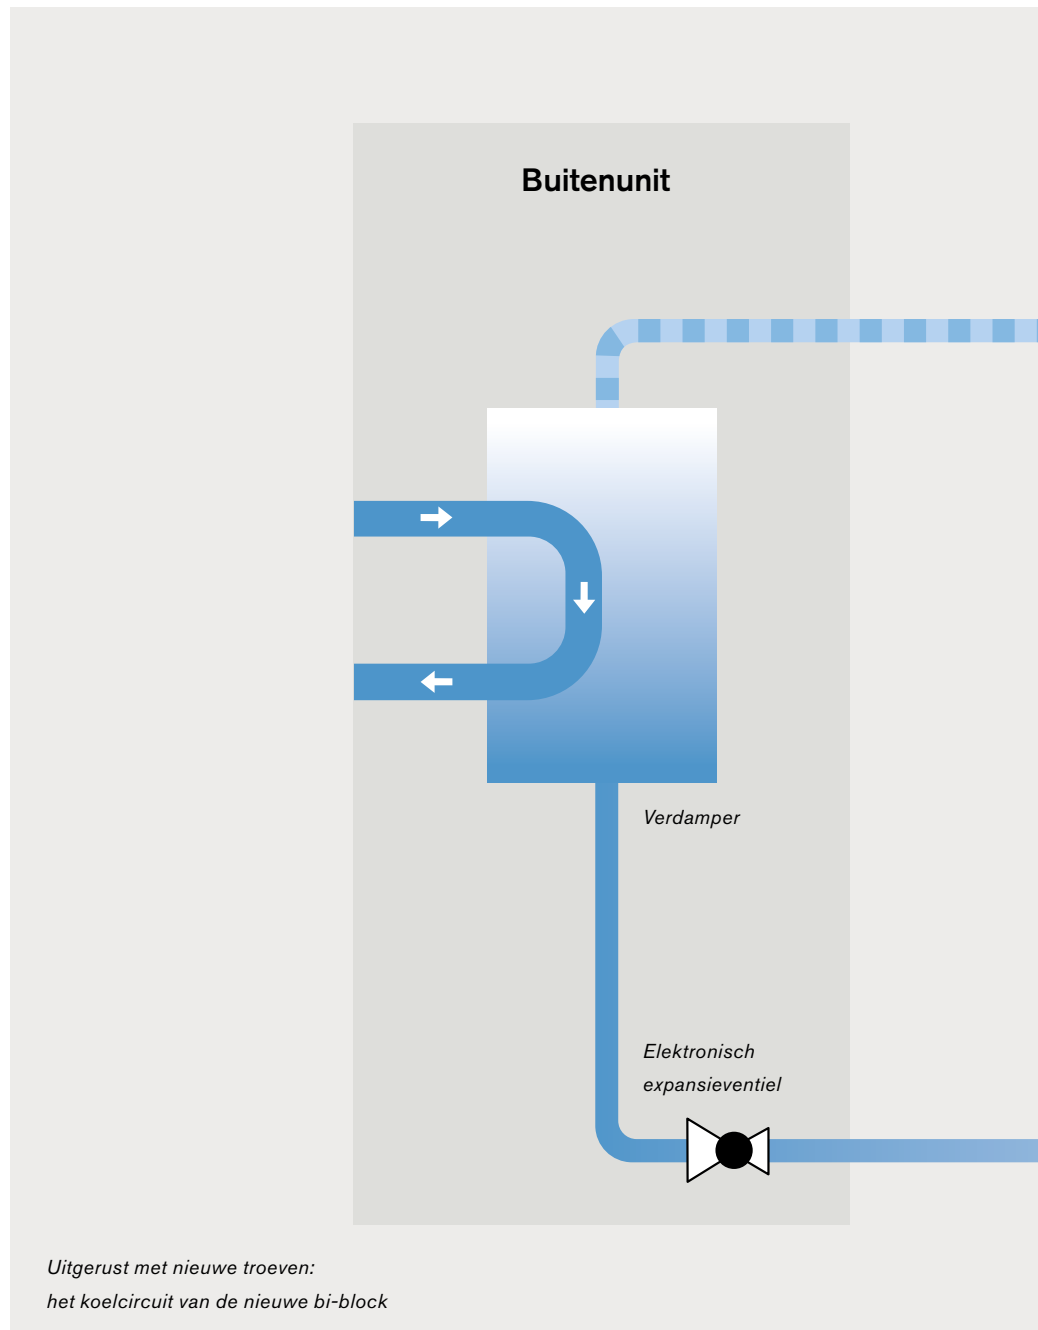 Buitenunit
Verdamper
Elektronisch
expansieventiel
Uitgerust met nieuwe troeven:
het koelcircuit van de nieuwe bi-block